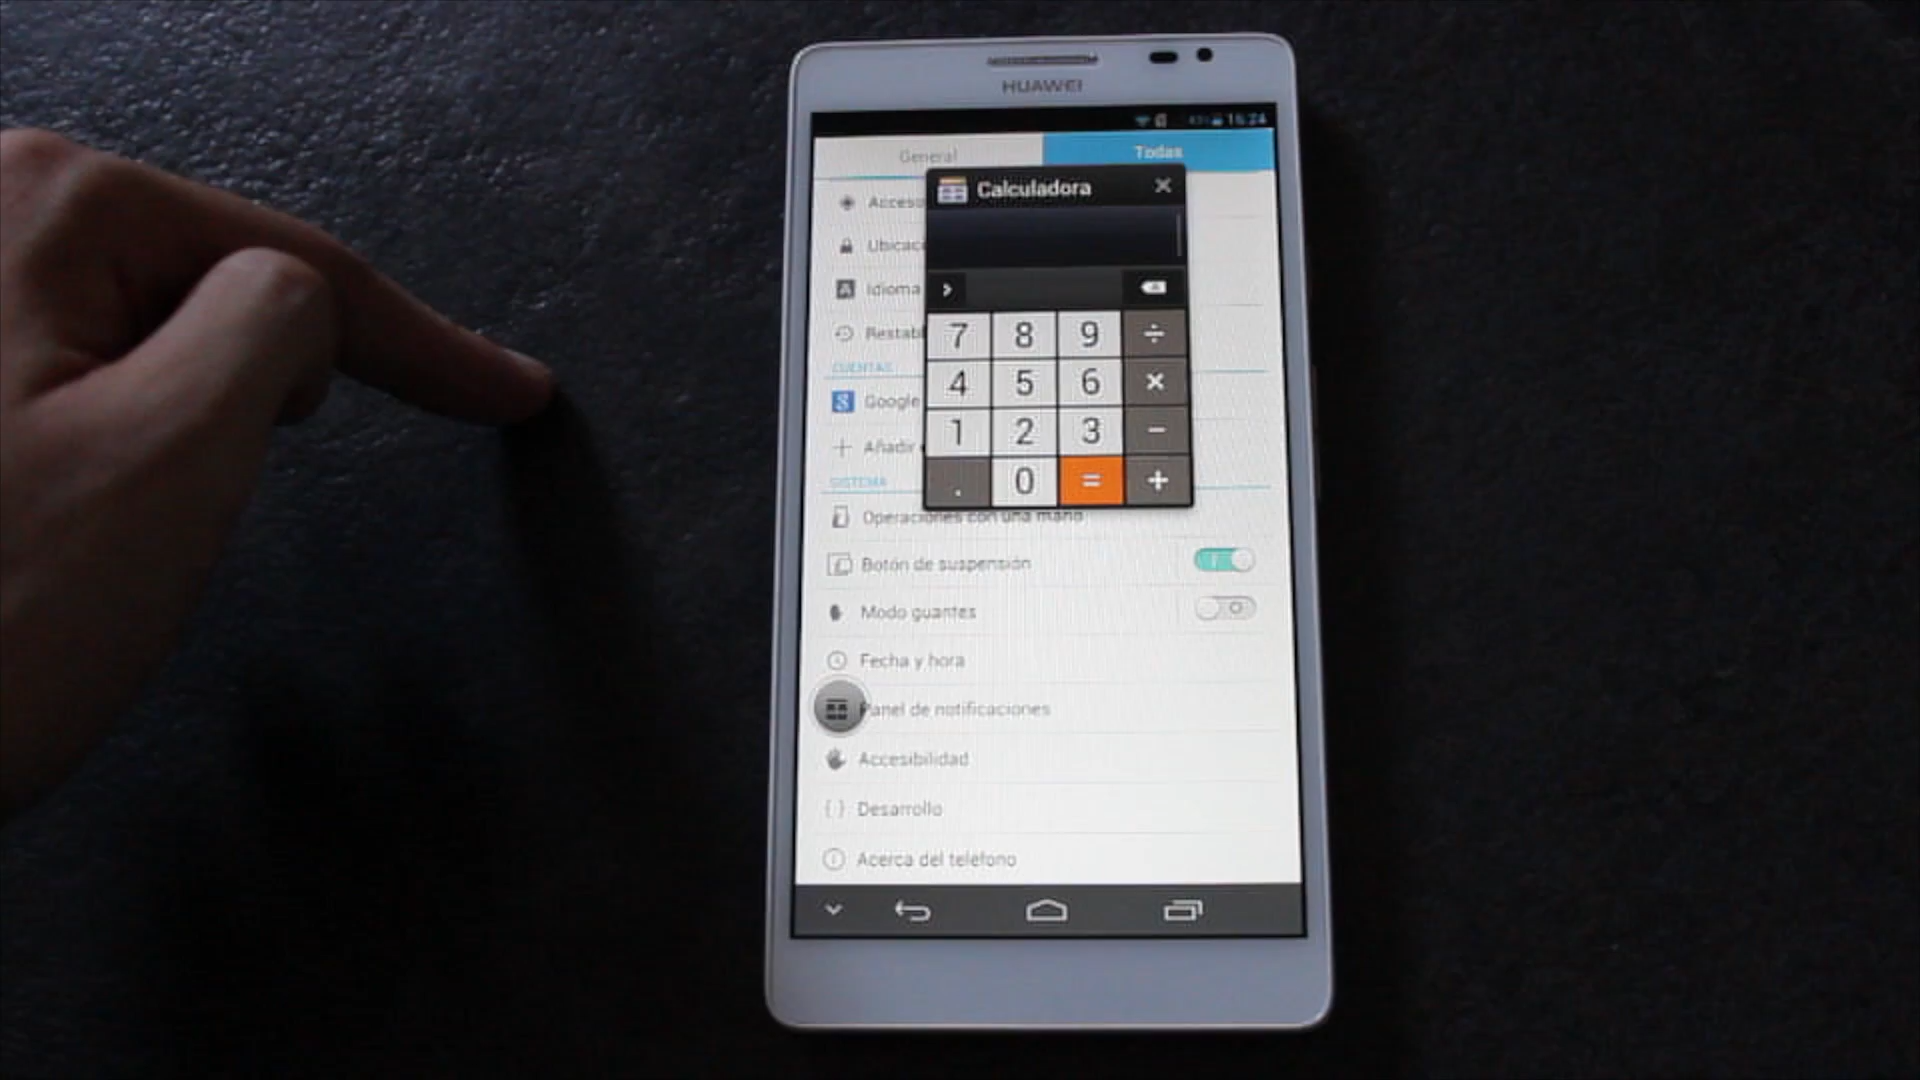 HUAWEI
16:24
General
Todas
Calculadora
Acceso
Ubicac
Idioma
Restabl
7 8 9 ÷
4 5 6 ×
1 2 3 −
. 0 = +
CUENTAS
Google
Añadir
SISTEMA
Operaciones con una mano
Botón de suspensión
Modo guantes
Fecha y hora
Panel de notificaciones
Accesibilidad
{ } Desarrollo
Acerca del teléfono